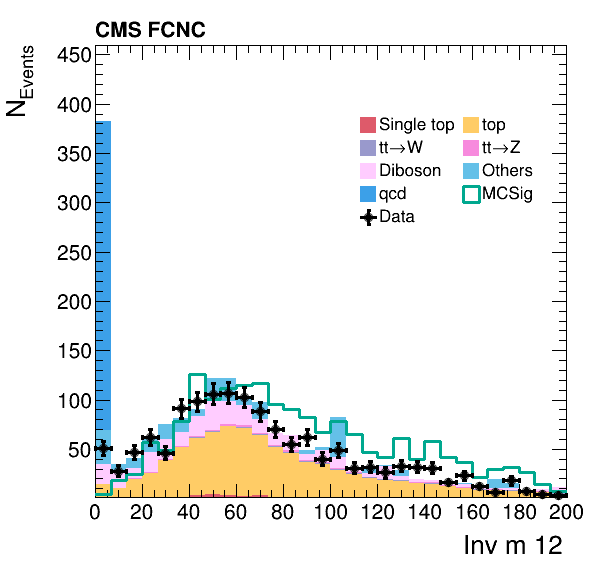 CMS FCNC
N_Events
450
400
350
300
250
200
150
100
50
Single top top
tt→W tt→Z
Diboson Others
qcd MCSig
Data
0 20 40 60 80 100 120 140 160 180 200
Inv m 12